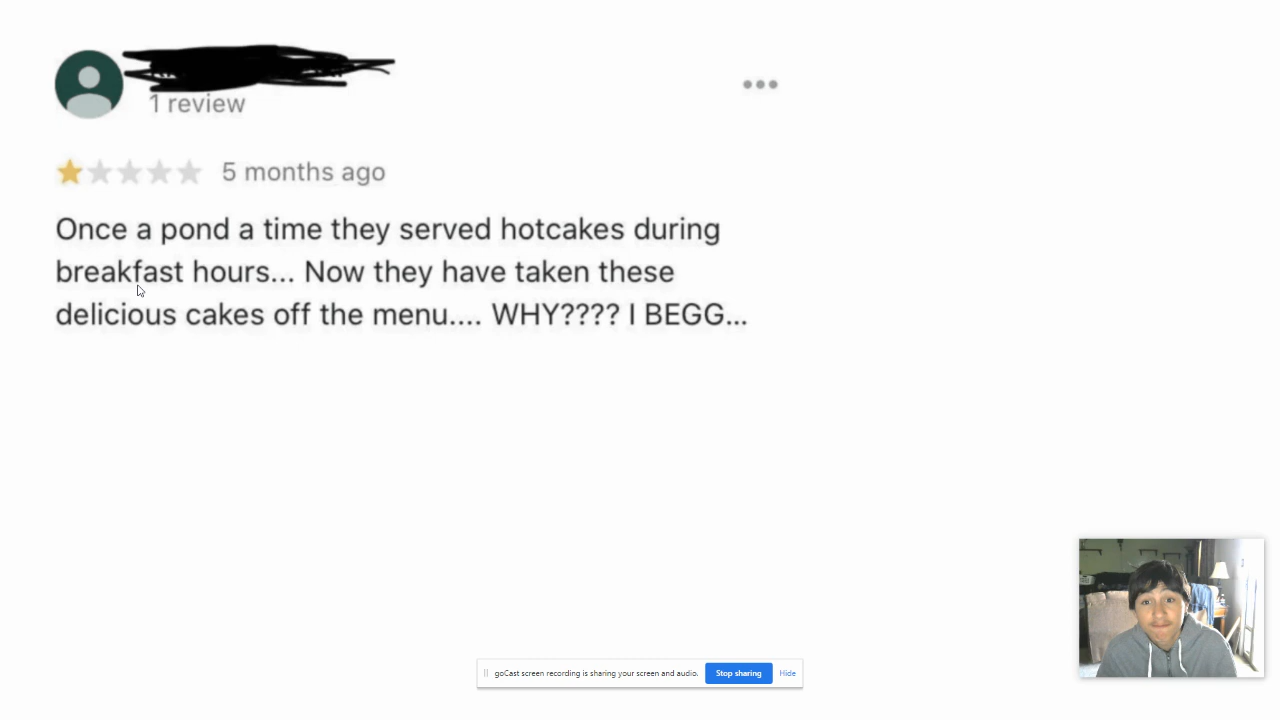 1 review
5 months ago
Once a pond a time they served hotcakes during
breakfast hours... Now they have taken these
delicious cakes off the menu.... WHY???? I BEGG...
goCast screen recording is sharing your screen and audio.
Stop sharing
Hide